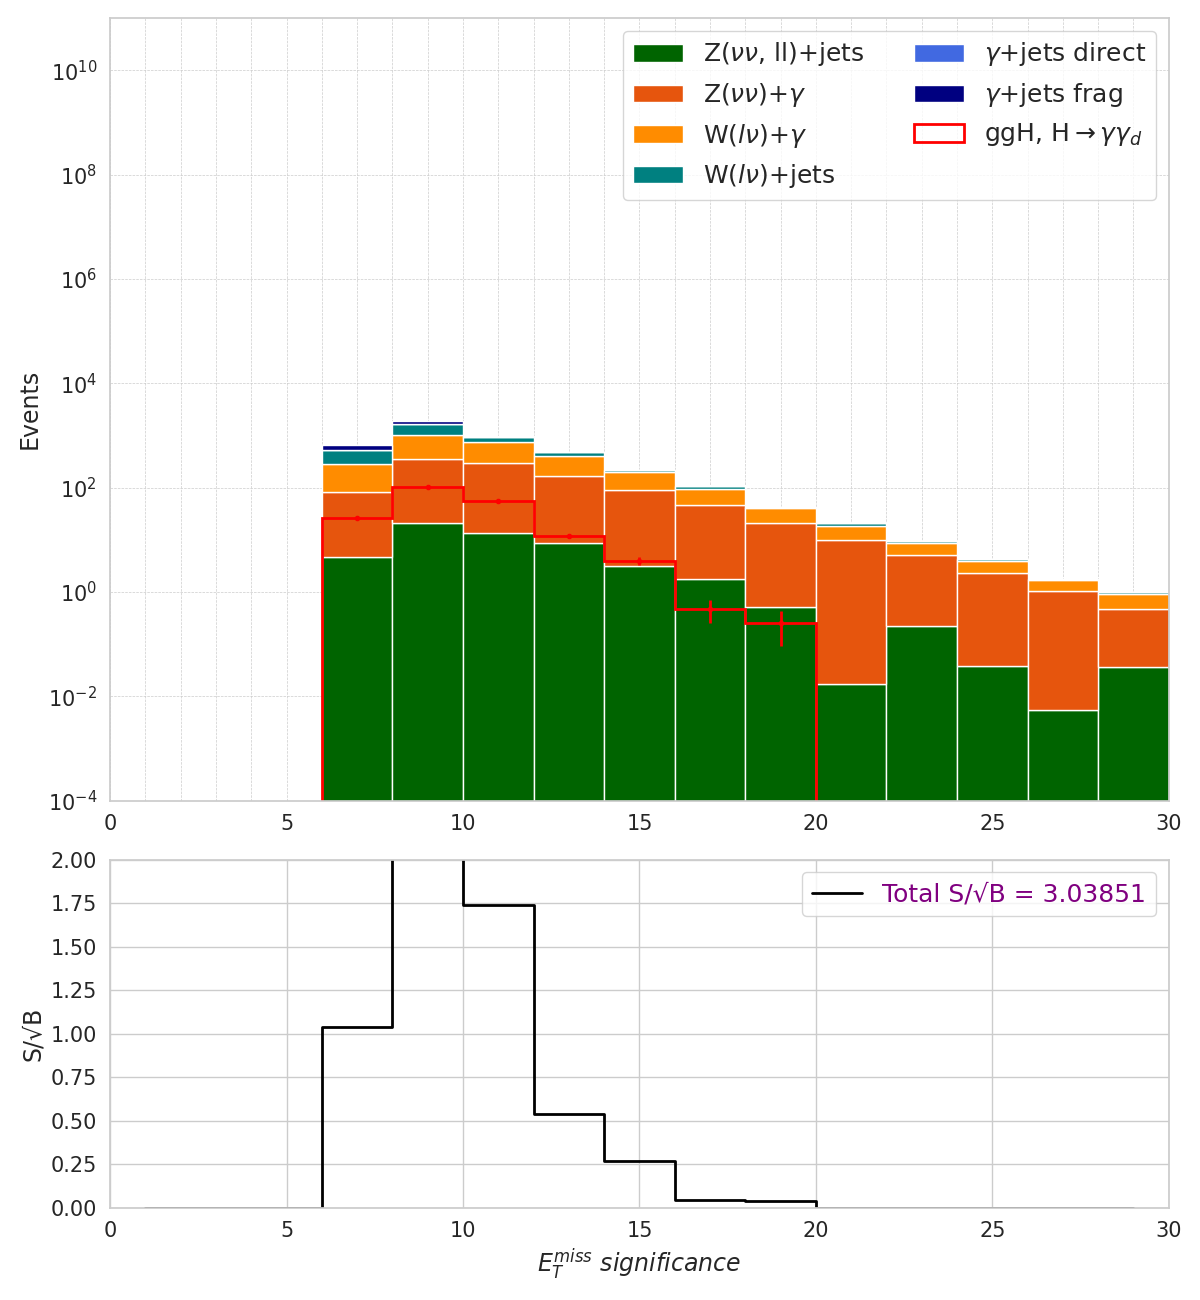 Z(νν, ll)+jets
Z(νν)+γ
W(lν)+γ
W(lν)+jets
γ+jets direct
γ+jets frag
ggH, H→γγ_d
Events
10^10
10^8
10^6
10^4
10^2
10^0
10^−2
10^−4
0 5 10 15 20 25 30
Total S/√B = 3.03851
S/√B
2.00
1.75
1.50
1.25
1.00
0.75
0.50
0.25
0.00
0 5 10 15 20 25 30
E_T^miss significance